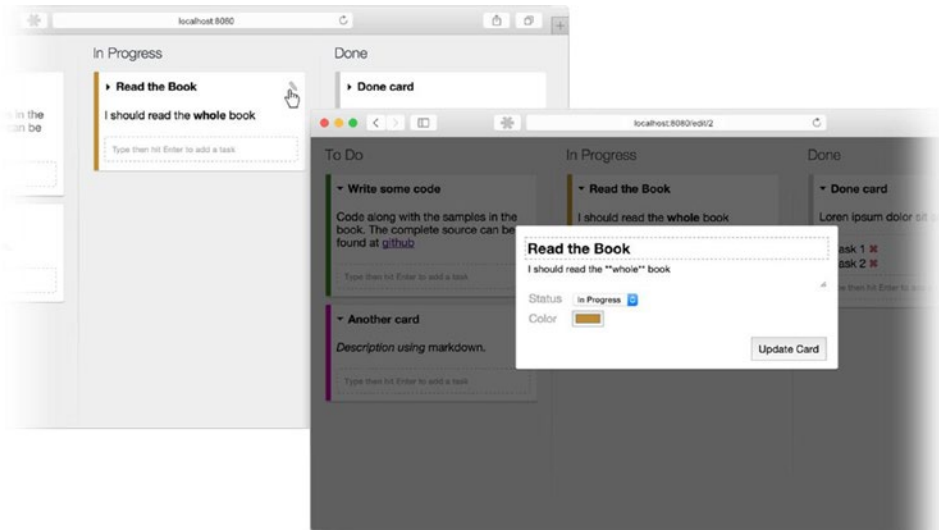 localhost:8080
In Progress
Done
Read the Book
Done card
in the
can be
I should read the whole book
Type then hit Enter to add a task
localhost:8080/edit/2
To Do
In Progress
Done
Write some code
Read the Book
Done card
Code along with the samples in the
book. The complete source can be
found at github
I should read the whole book
Lorem ipsum dolor sit
Type then hit Enter to add a task
Read the Book
I should read the **whole** book
ask 1
ask 2
Status In Progress
Color
Update Card
Another card
Description using markdown.
Type then hit Enter to add a task